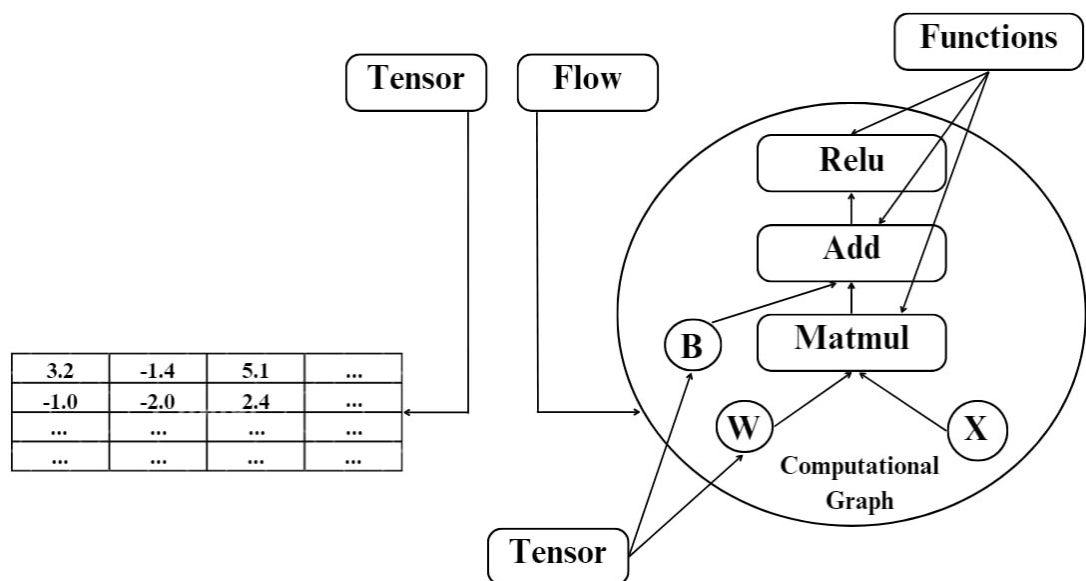 Functions
Tensor
Flow
Relu
Add
Matmul
B
3.2 -1.4 5.1 ...
-1.0 -2.0 2.4 ...
... ... ... ...
... ... ... ...
W
X
Computational
Graph
Tensor